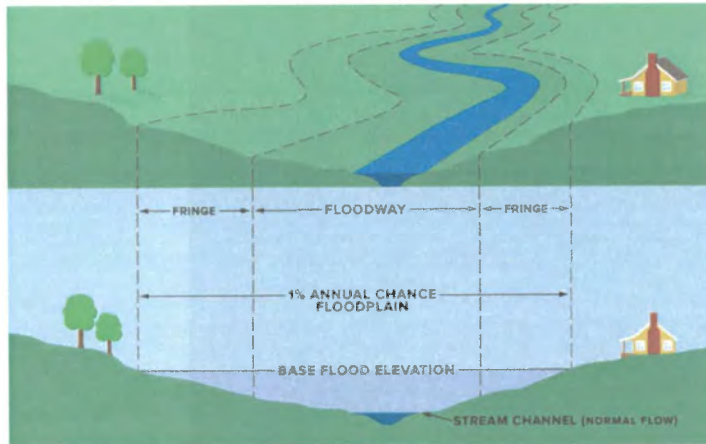 FRINGE FLOODWAY FRINGE
1% ANNUAL CHANCE
FLOODPLAIN
BASE FLOOD ELEVATION
STREAM CHANNEL (NORMAL FLOW)